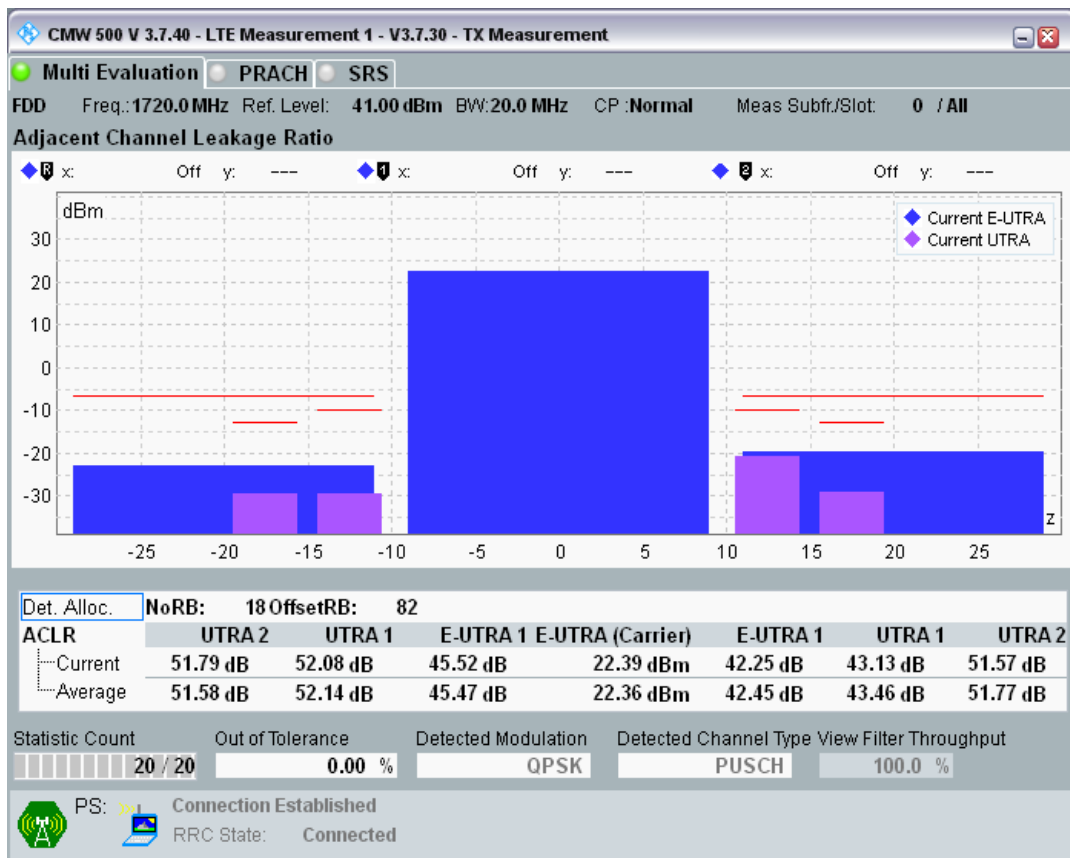 CMW 500 V 3.7.40 - LTE Measurement 1 - V3.7.30 - TX Measurement
Multi Evaluation PRACH SRS
FDD Freq.: 1720.0 MHz Ref. Level: 41.00 dBm BW: 20.0 MHz CP :Normal Meas Subfr./Slot: 0 / All
Adjacent Channel Leakage Ratio
R x: Off y: --- 1 x: Off y: --- 2 x: Off y: ---
dBm
Current E-UTRA
Current UTRA
30
20
10
0
-10
-20
-30
z
-25 -20 -15 -10 -5 0 5 10 15 20 25
Det. Alloc. NoRB: 18 OffsetRB: 82
ACLR UTRA 2 UTRA 1 E-UTRA 1 E-UTRA (Carrier) E-UTRA 1 UTRA 1 UTRA 2
Current 51.79 dB 52.08 dB 45.52 dB 22.39 dBm 42.25 dB 43.13 dB 51.57 dB
Average 51.58 dB 52.14 dB 45.47 dB 22.36 dBm 42.45 dB 43.46 dB 51.77 dB
Statistic Count Out of Tolerance Detected Modulation Detected Channel Type View Filter Throughput
20 / 20 0.00 % QPSK PUSCH 100.0 %
PS: Connection Established
RRC State: Connected